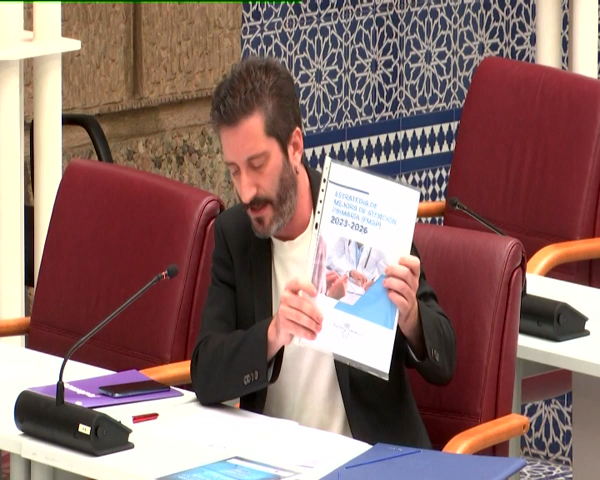 ESTRATEGIA DE
MEJORA DE ATENCIÓN
PRIMARIA (EMAP)
2023-2026